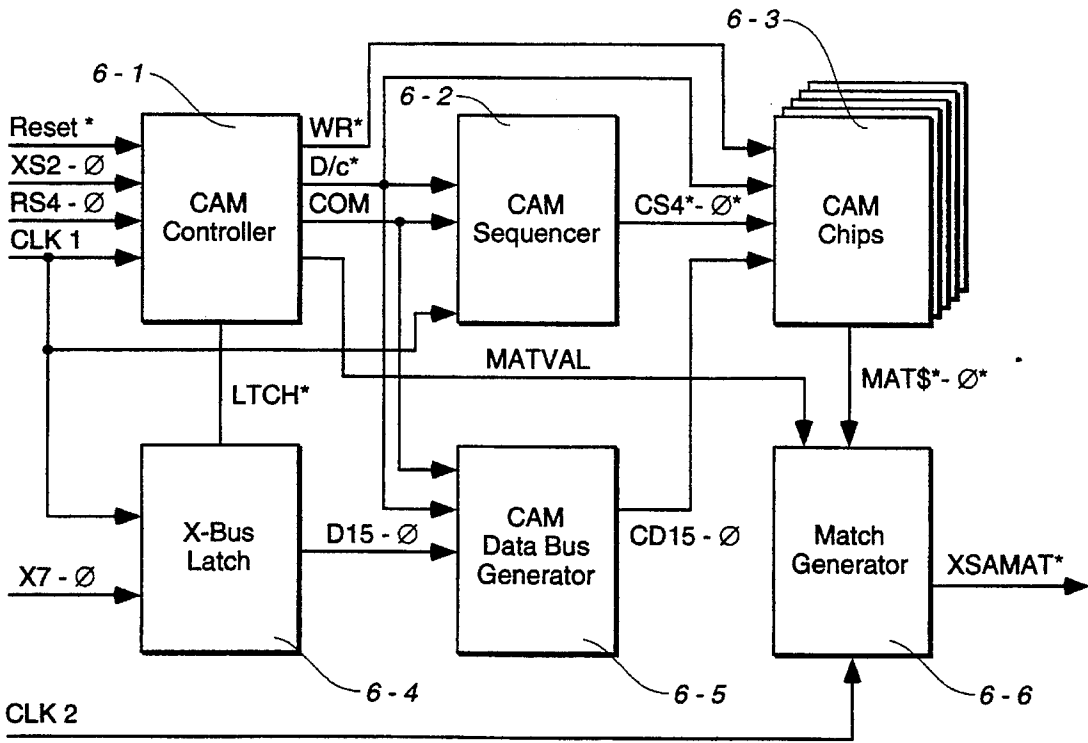 6-3
6-1
6-2
Reset *
WR*
XS2 - Ø
D/c*
RS4 - Ø
CAM
Controller
COM
CAM
Sequencer
CS4*- Ø*
CAM
Chips
CLK 1
MATVAL
LTCH*
MAT$*- Ø*
X-Bus
Latch
D15 - Ø
CAM
Data Bus
Generator
CD15 - Ø
Match
Generator
XSAMAT*
X7 - Ø
6-4
6-5
6-6
CLK 2